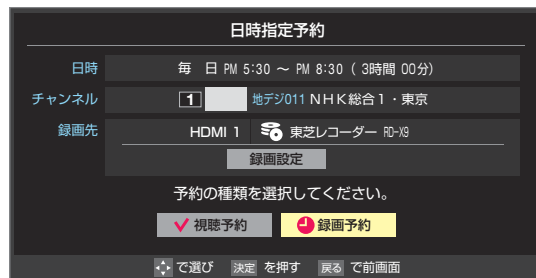 日時指定予約
日時 毎 日 PM 5:30 ～ PM 8:30 ( 3時間 00分)
チャンネル 1 地デジ011 NHK総合1・東京
録画先 HDMI 1 東芝レコーダー RD-X9
録画設定
予約の種類を選択してください。
視聴予約 録画予約
で選び 決定 を押す 戻る で前画面